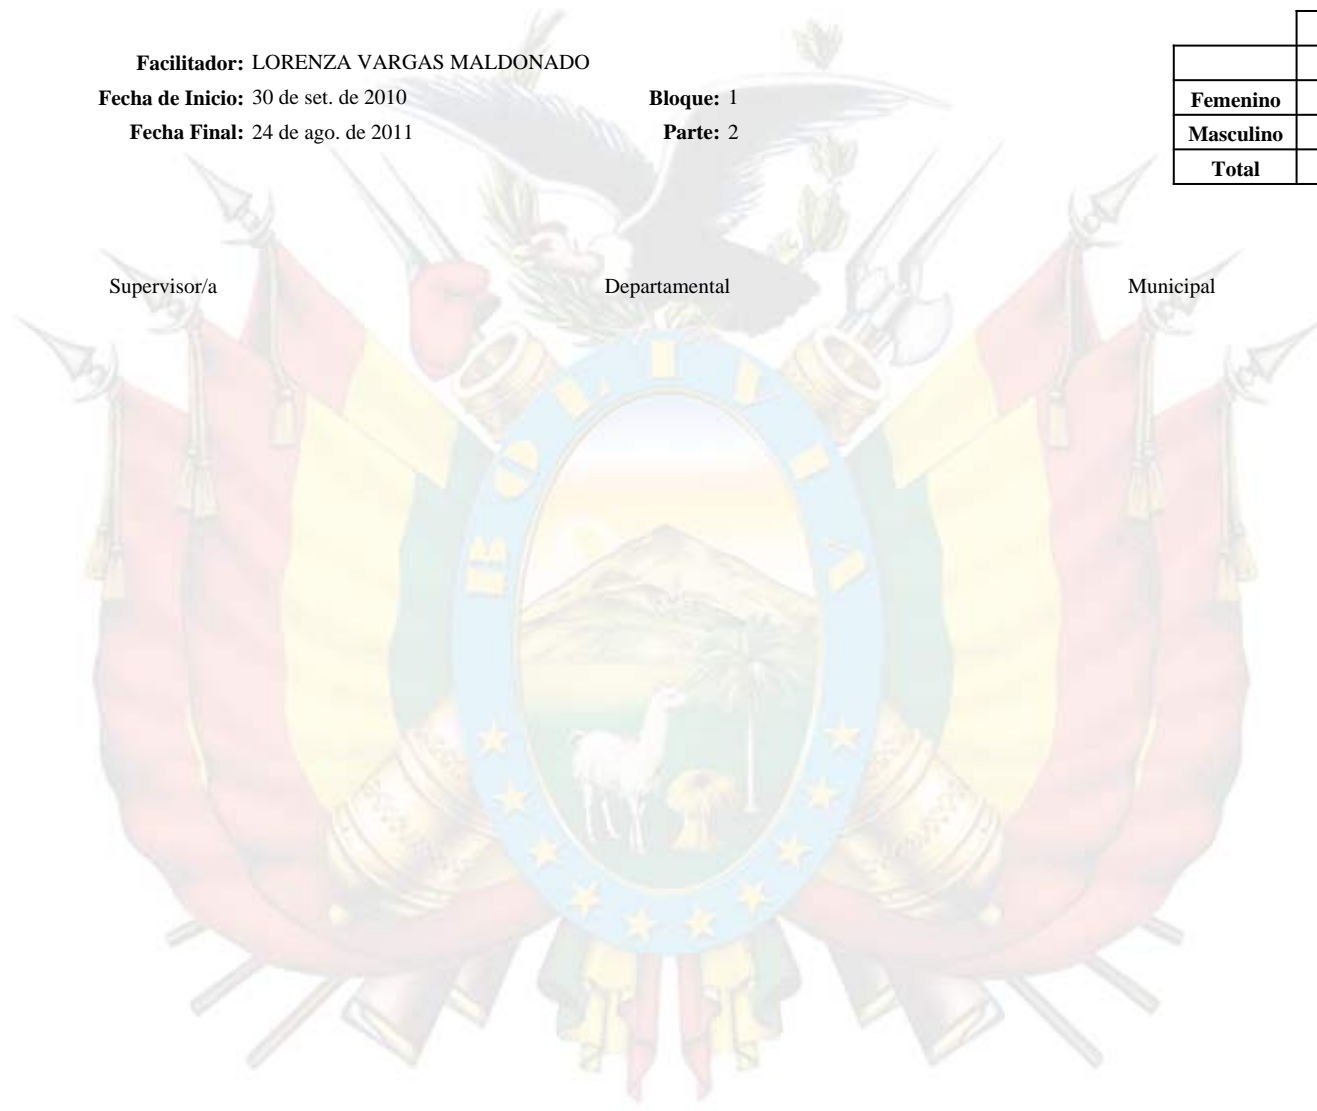 Facilitador: LORENZA VARGAS MALDONADO
Fecha de Inicio: 30 de set. de 2010 Bloque: 1
Fecha Final: 24 de ago. de 2011 Parte: 2
Femenino
Masculino
Total
Supervisor/a Departamental Municipal
BOLIVIA